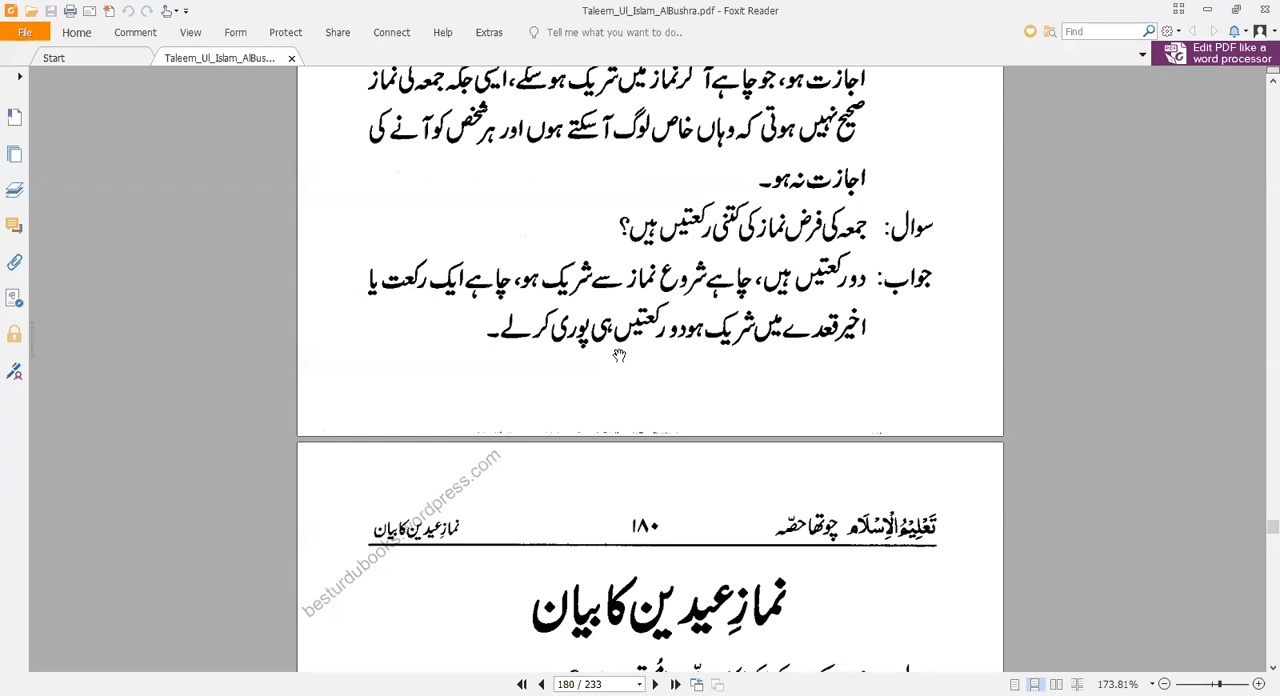 Taleem_Ul_Islam_AlBushra.pdf - Foxit Reader
File Home Comment View Form Protect Share Connect Help Extras Tell me what you want to do.. Find
Start Taleem_Ul_Islam_AlBus... Edit PDF like a word processor
اجازت ہو، جو چاہے آ کر نماز میں شریک ہو سکے، ایسی جگہ جمعہ کی نماز
صحیح نہیں ہوتی کہ وہاں خاص لوگ آ سکتے ہوں اور ہر شخص کو آنے کی
اجازت نہ ہو۔
سوال: جمعہ کی فرض نماز کی کتنی رکعتیں ہیں؟
جواب: دو رکعتیں ہیں، چاہے شروع نماز سے شریک ہو، چاہے ایک رکعت یا
اخیر قعدے میں شریک ہو دو رکعتیں ہی پوری کر لے۔
besturdubooks.wordpress.com
تَعْلِیْمُ الْاِسْلَام چوتھا حصّہ ۱۸۰ نمازِ عیدین کا بیان
نمازِ عیدین کا بیان
180 / 233 173.81%